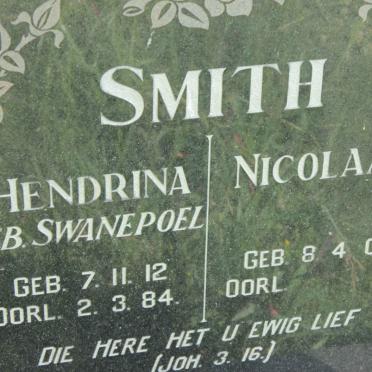 SMITH
HENDRINA
B. SWANEPOEL
GEB. 7. 11. 12.
OORL. 2. 3. 84.
NICOLAA
GEB 8 4
OORL.
DIE HERE HET U EWIG LIEF
(JOH. 3. 16.)